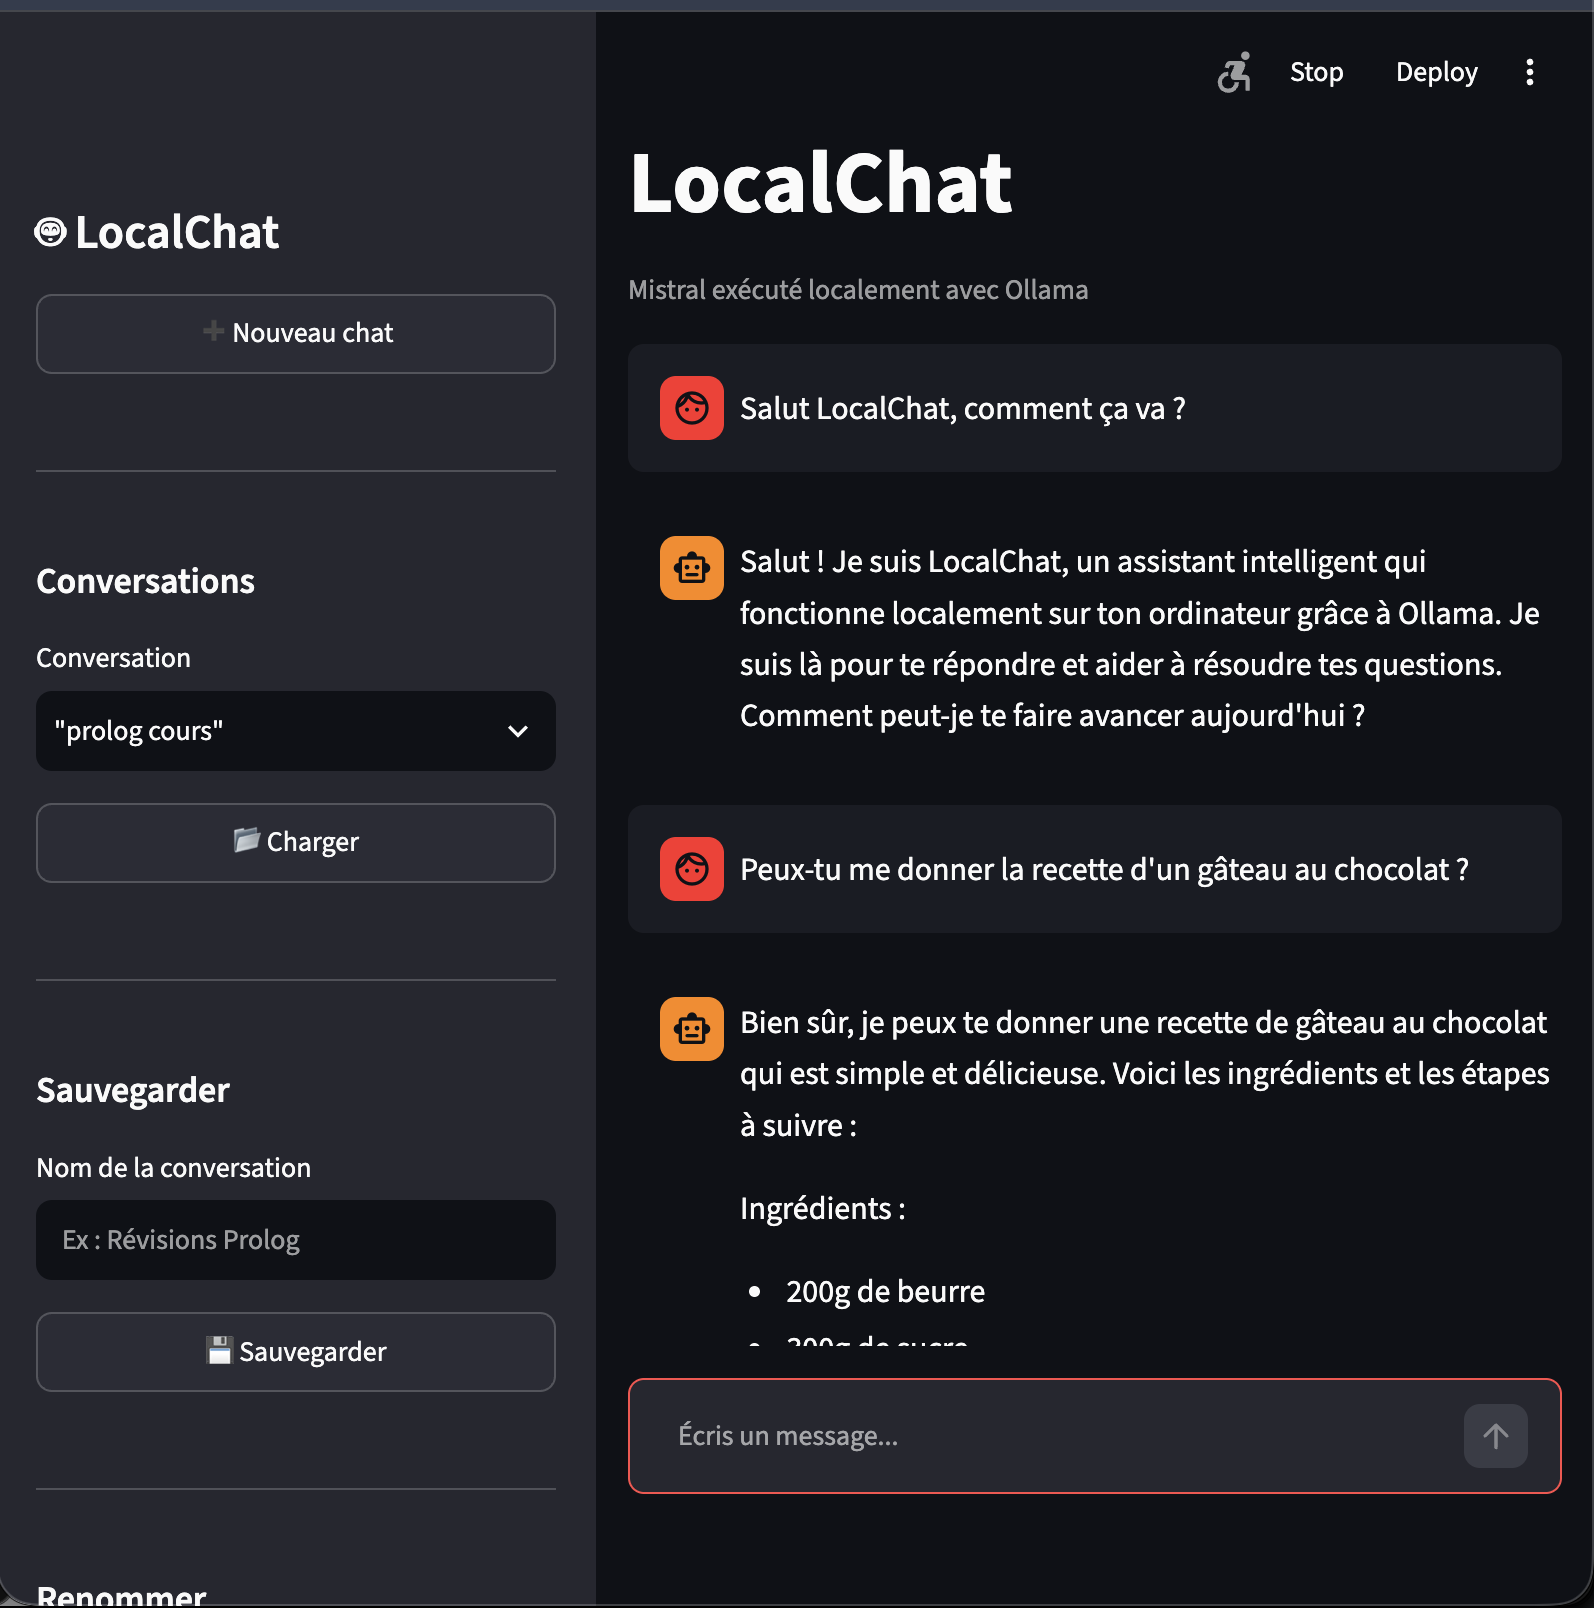 LocalChat
Nouveau chat
Conversations
Conversation
"prolog cours"
Charger
Sauvegarder
Nom de la conversation
Ex : Révisions Prolog
Sauvegarder
Renommer
Stop
Deploy
LocalChat
Mistral exécuté localement avec Ollama
Salut LocalChat, comment ça va ?
Salut ! Je suis LocalChat, un assistant intelligent qui
fonctionne localement sur ton ordinateur grâce à Ollama. Je
suis là pour te répondre et aider à résoudre tes questions.
Comment peut-je te faire avancer aujourd'hui ?
Peux-tu me donner la recette d'un gâteau au chocolat ?
Bien sûr, je peux te donner une recette de gâteau au chocolat
qui est simple et délicieuse. Voici les ingrédients et les étapes
à suivre :
Ingrédients :
• 200g de beurre
de sucre
Écris un message...